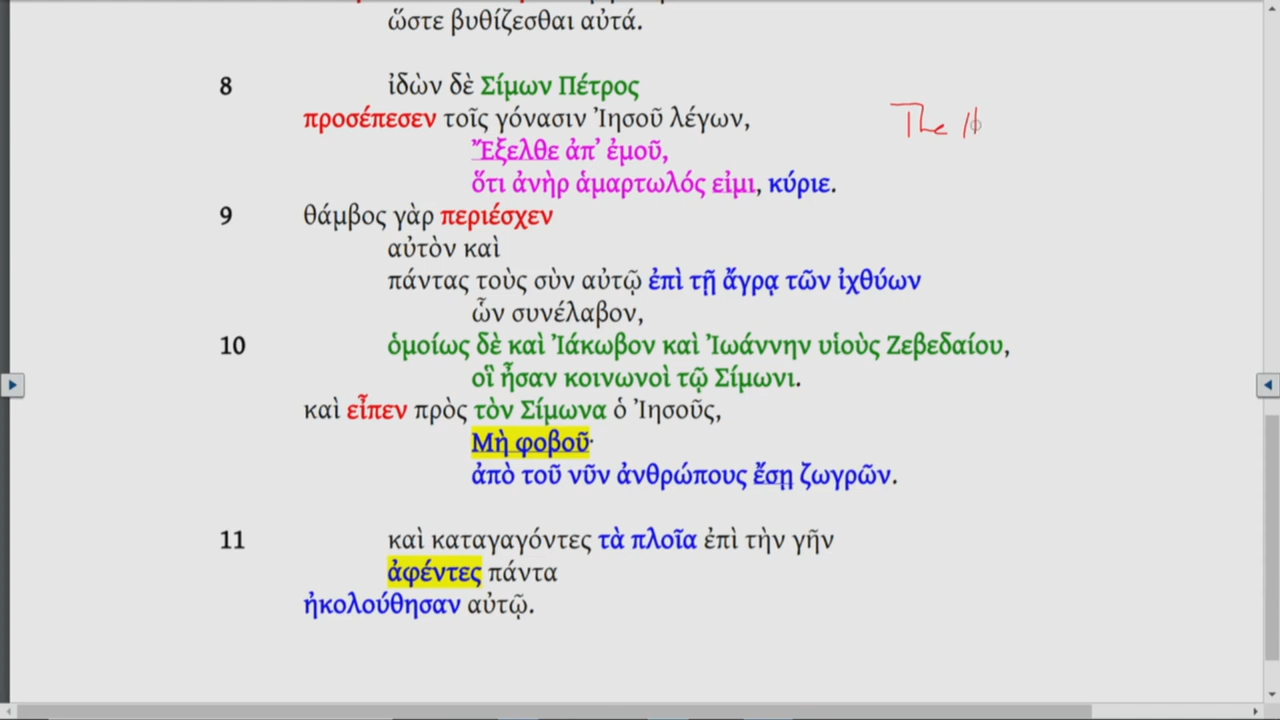 ὥστε βυθίζεσθαι αὐτά.
8 ἰδὼν δὲ Σίμων Πέτρος
προσέπεσεν τοῖς γόνασιν Ἰησοῦ λέγων,
Ἔξελθε ἀπ’ ἐμοῦ,
ὅτι ἀνὴρ ἁμαρτωλός εἰμι, κύριε.
9 θάμβος γὰρ περιέσχεν
αὐτὸν καὶ
πάντας τοὺς σὺν αὐτῷ ἐπὶ τῇ ἄγρᾳ τῶν ἰχθύων
ὧν συνέλαβον,
10 ὁμοίως δὲ καὶ Ἰάκωβον καὶ Ἰωάννην υἱοὺς Ζεβεδαίου,
οἳ ἦσαν κοινωνοὶ τῷ Σίμωνι.
καὶ εἶπεν πρὸς τὸν Σίμωνα ὁ Ἰησοῦς,
Μὴ φοβοῦ·
ἀπὸ τοῦ νῦν ἀνθρώπους ἔσῃ ζωγρῶν.
11 καὶ καταγαγόντες τὰ πλοῖα ἐπὶ τὴν γῆν
ἀφέντες πάντα
ἠκολούθησαν αὐτῷ.
The